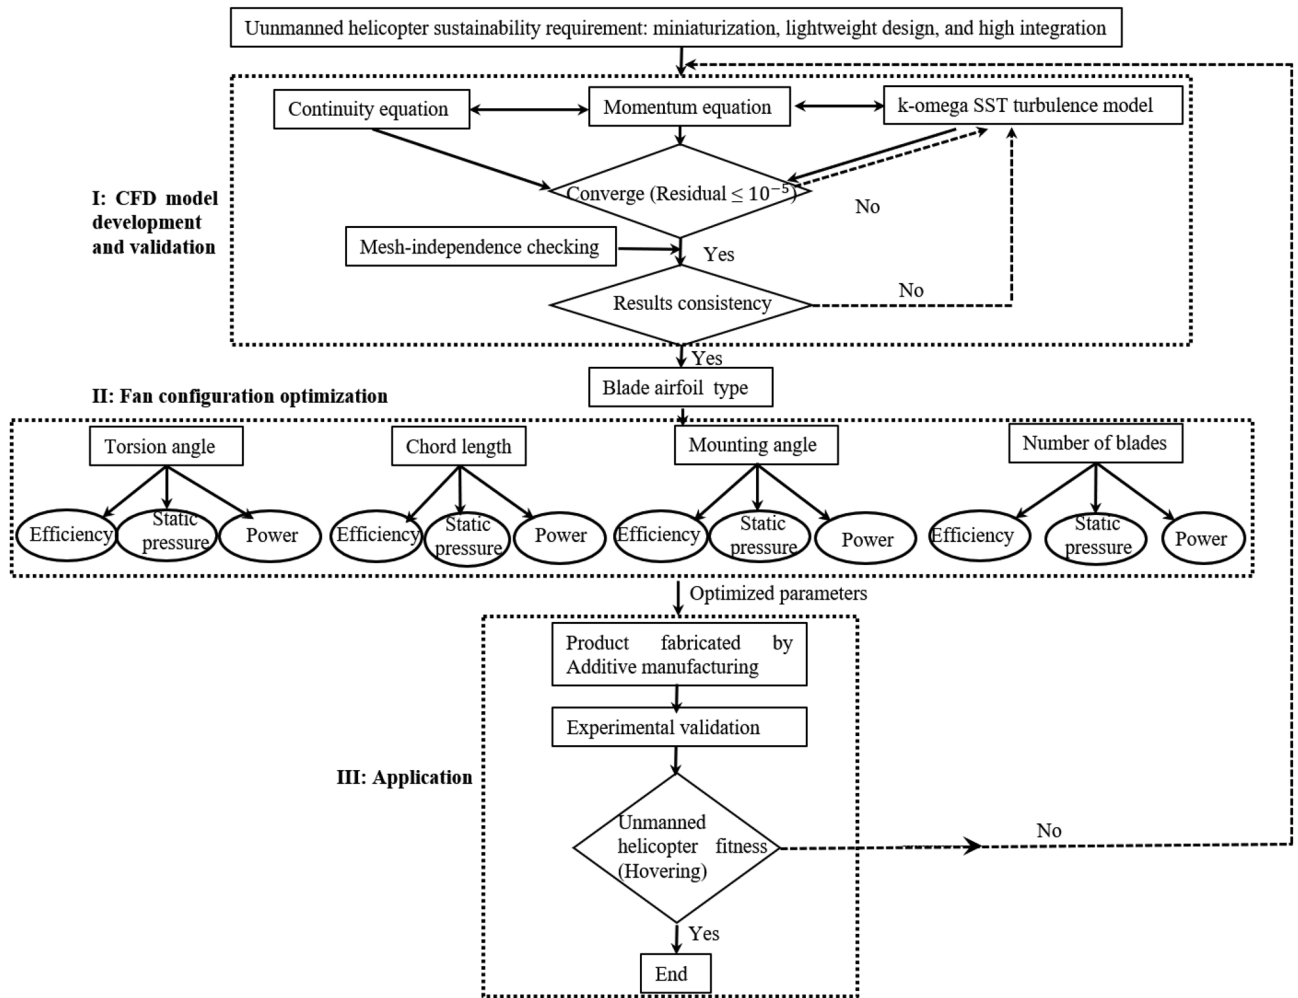 Uunmanned helicopter sustainability requirement: miniaturization, lightweight design, and high integration
Continuity equation
Momentum equation
k-omega SST turbulence model
Converge (Residual ≤ 10⁻⁵)
No
I: CFD model
development
and validation
Mesh-independence checking
Yes
Results consistency
No
Yes
Blade airfoil type
II: Fan configuration optimization
Torsion angle
Chord length
Mounting angle
Number of blades
Efficiency
Static
pressure
Power
Efficiency
Static
pressure
Power
Efficiency
Static
pressure
Power
Efficiency
Static
pressure
Power
Optimized parameters
Product fabricated by
Additive manufacturing
Experimental validation
III: Application
Unmanned
helicopter fitness
(Hovering)
No
Yes
End